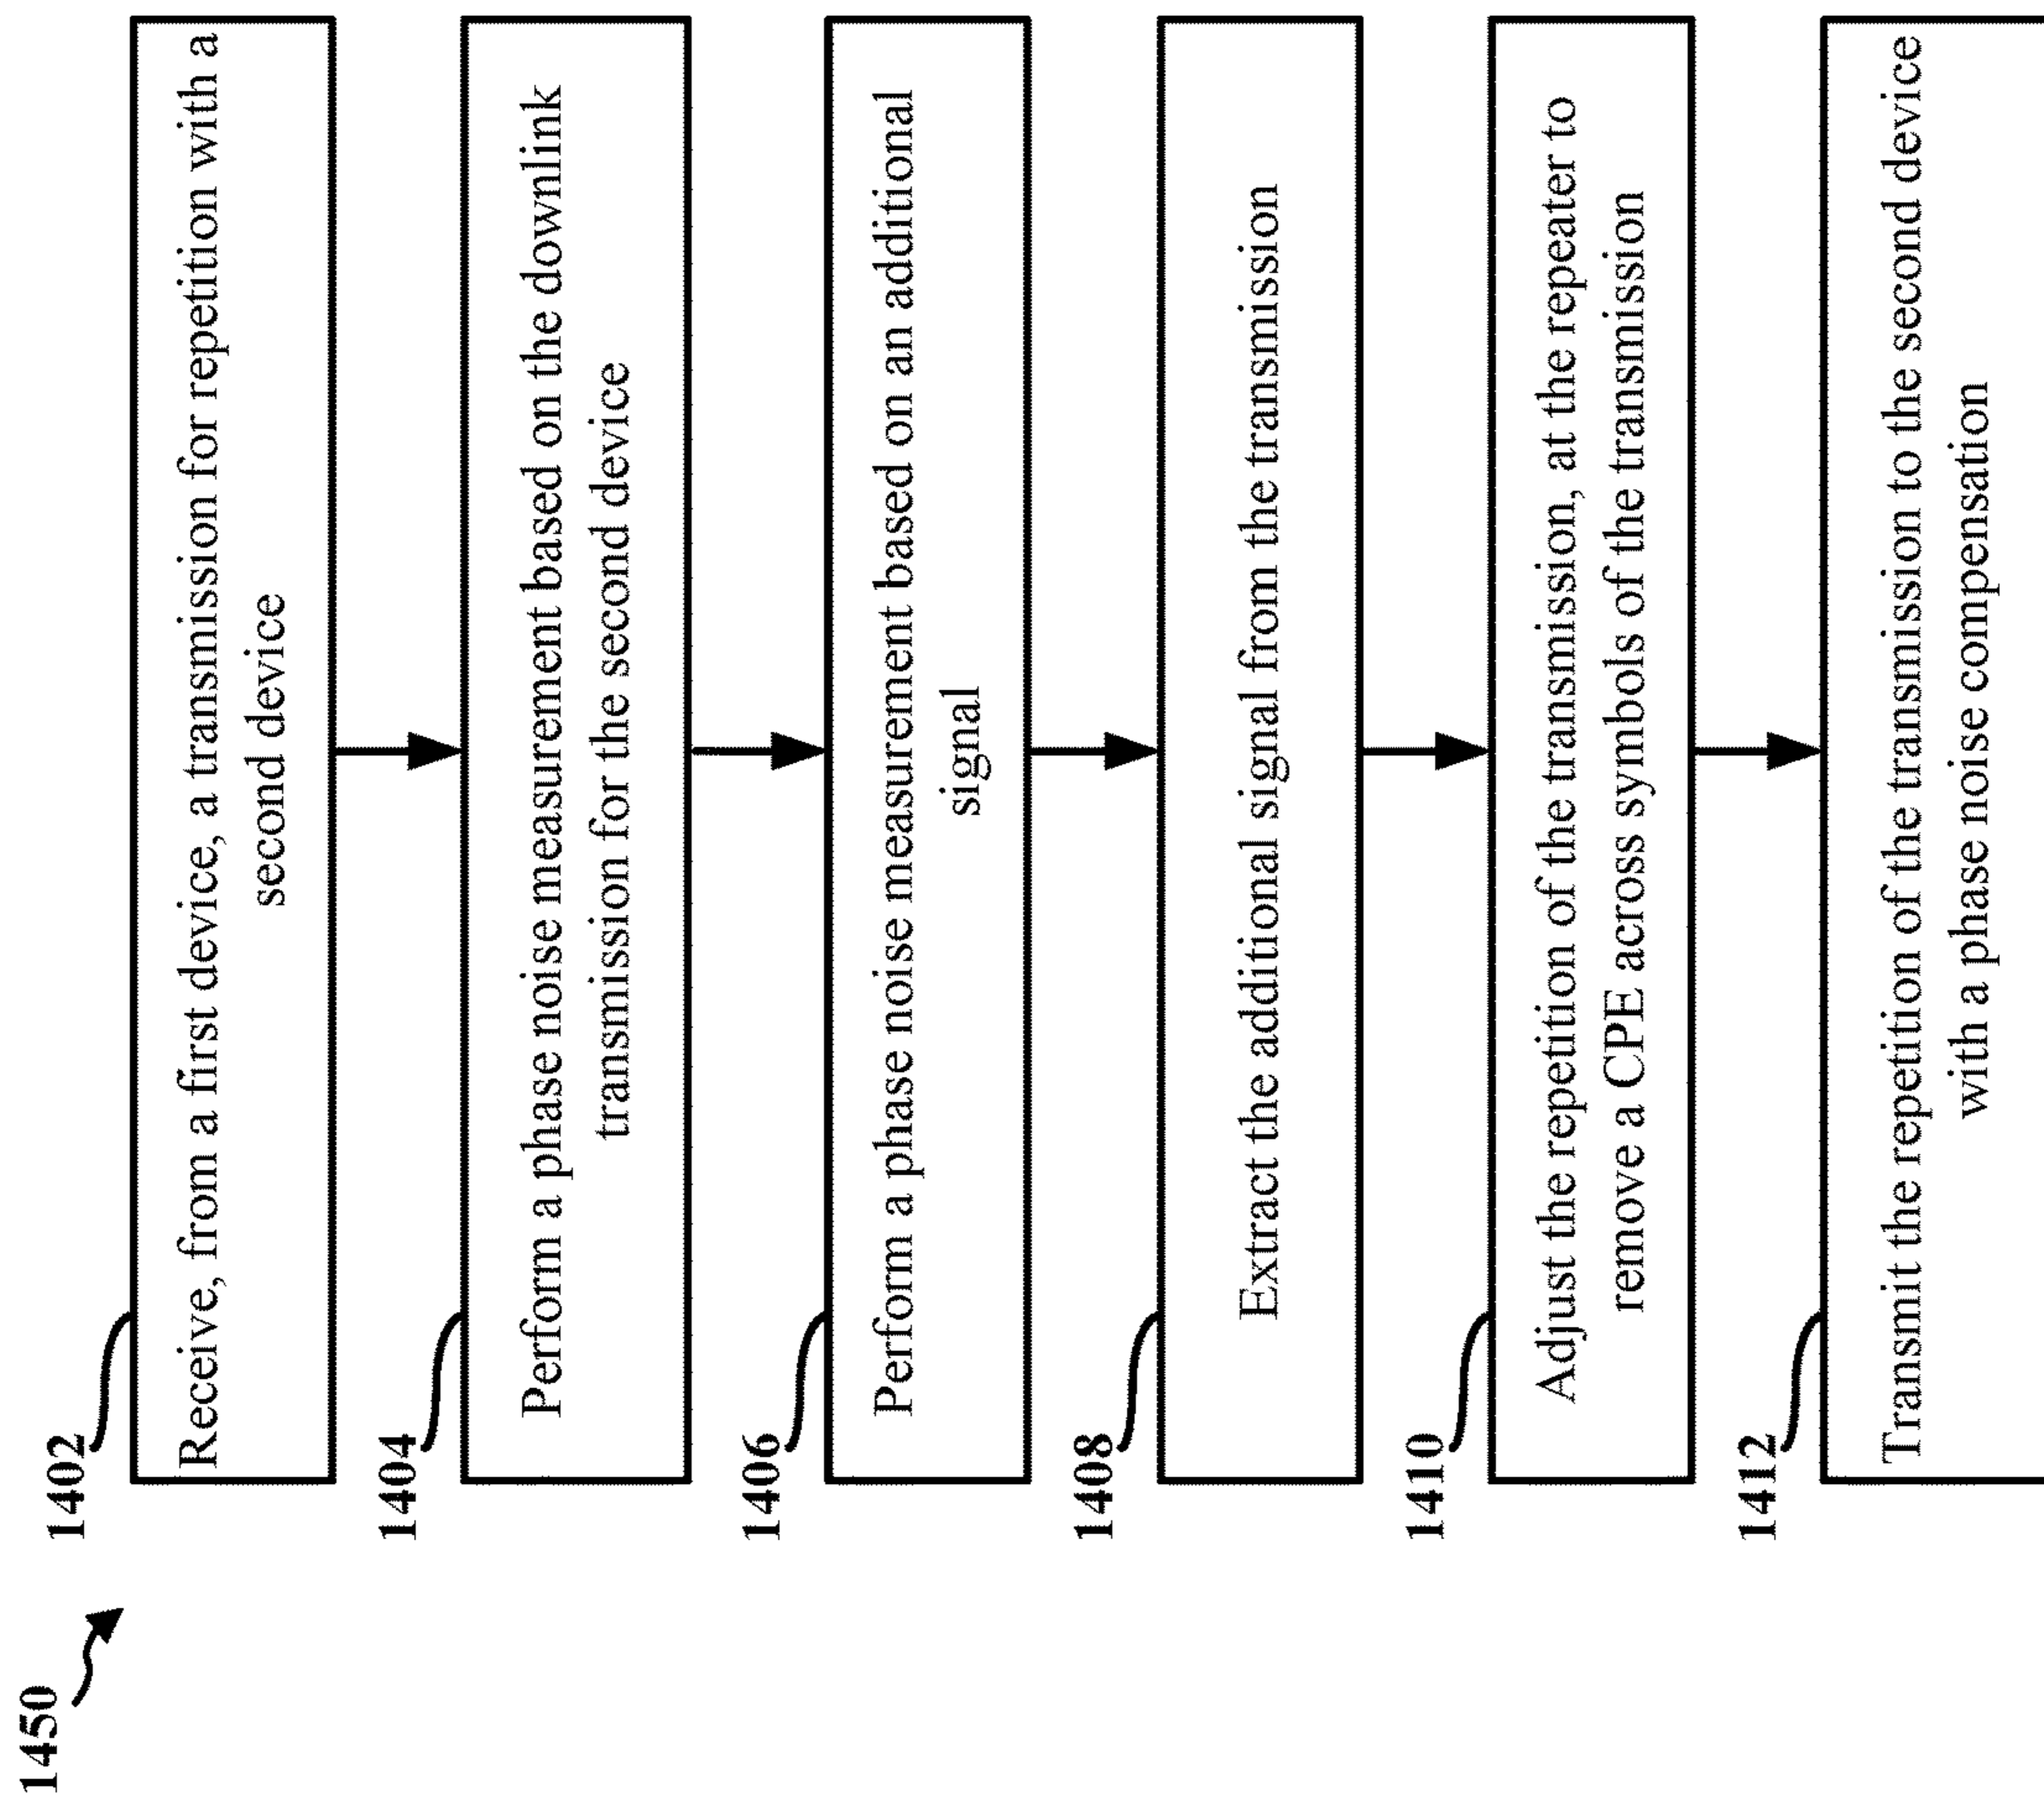 1450
1402
Receive, from a first device, a transmission for repetition with a
second device
1404
Perform a phase noise measurement based on the downlink
transmission for the second device
1406
Perform a phase noise measurement based on an additional
signal
1408
Extract the additional signal from the transmission
1410
Adjust the repetition of the transmission, at the repeater to
remove a CPE across symbols of the transmission
1412
Transmit the repetition of the transmission to the second device
with a phase noise compensation